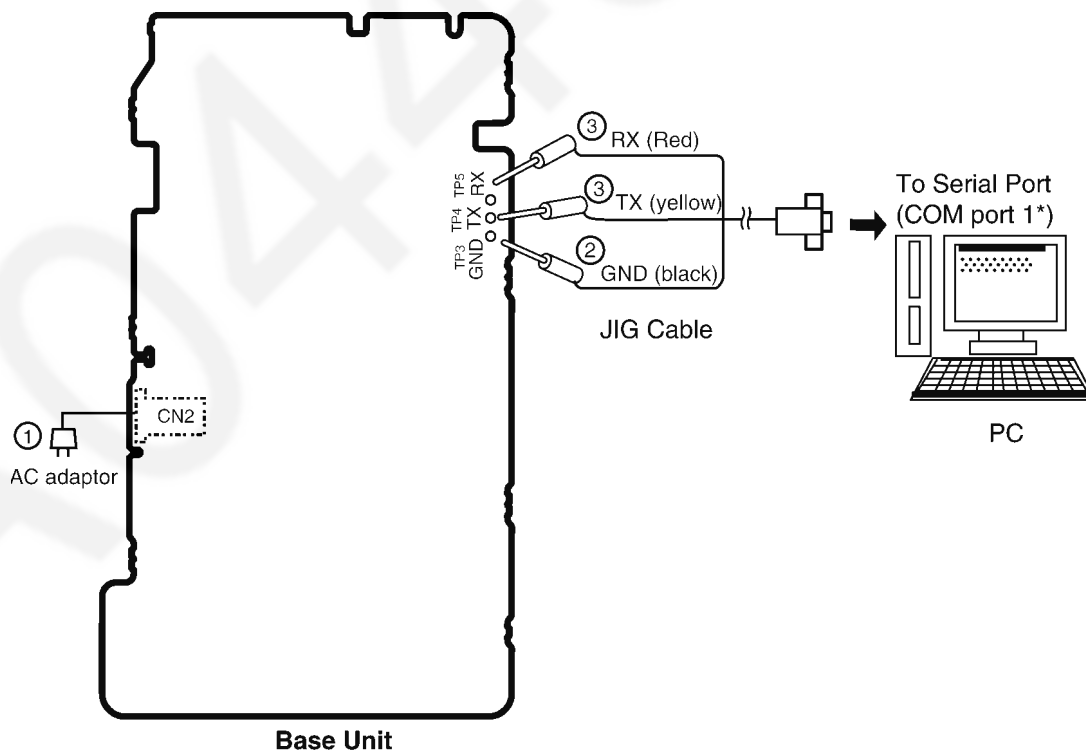 ③ RX (Red)
TP5 RX
③ TX (yellow)
TP4 TX
TP3 GND
② GND (black)
JIG Cable
To Serial Port
(COM port 1*)
PC
CN2
①
AC adaptor
Base Unit